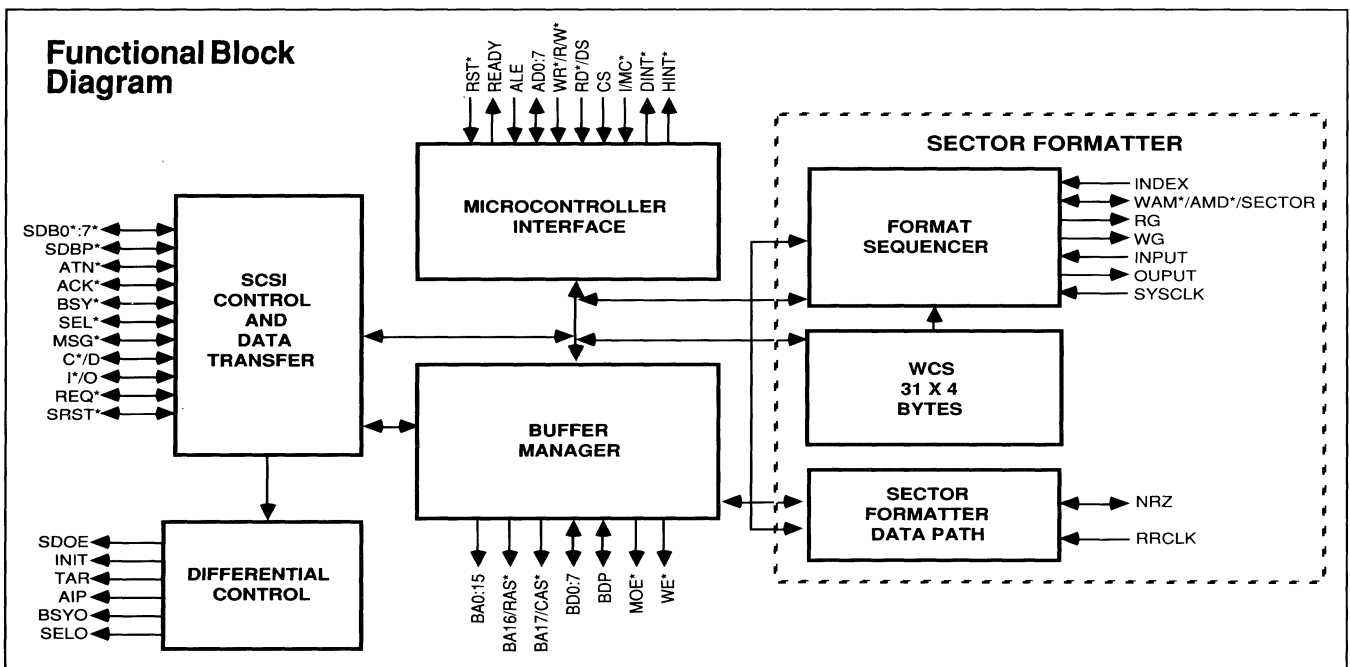 Functional Block
Diagram
RST*
READY
ALE
AD0:7
WR*/R/W*
RD*/DS
CS
I/MC*
DINT*
HINT*
MICROCONTROLLER
INTERFACE
SDB0*:7*
SDBP*
ATN*
ACK*
BSY*
SEL*
MSG*
C*/D
I*/O
REQ*
SRST*
SCSI
CONTROL
AND
DATA
TRANSFER
BUFFER
MANAGER
BA0:15
BA16/RAS*
BA17/CAS*
BD0:7
BDP
MOE*
WE*
SDOE
INIT
TAR
AIP
BSYO
SELO
DIFFERENTIAL
CONTROL
SECTOR FORMATTER
FORMAT
SEQUENCER
INDEX
WAM*/AMD*/SECTOR
RG
WG
INPUT
OUPUT
SYSCLK
WCS
31 X 4
BYTES
SECTOR
FORMATTER
DATA PATH
NRZ
RRCLK